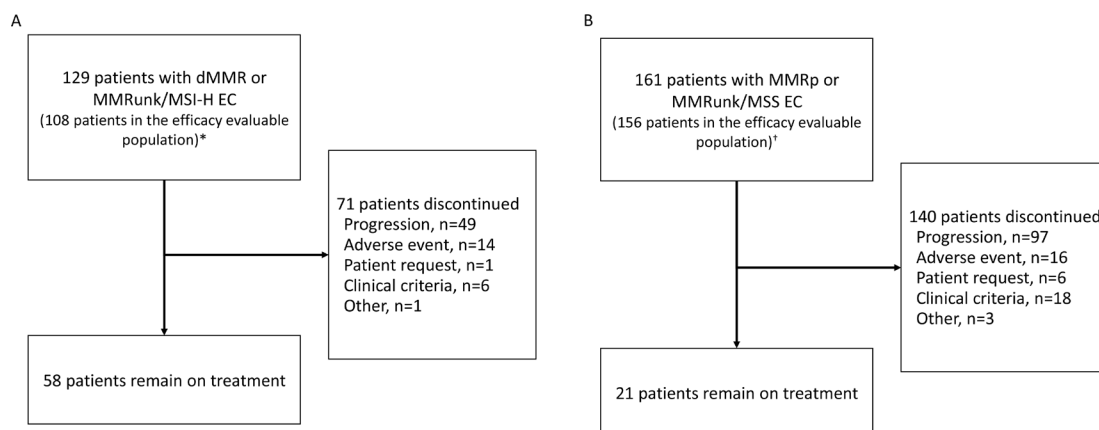 A
129 patients with dMMR or
MMRunk/MSI-H EC
(108 patients in the efficacy evaluable
population)*
71 patients discontinued
Progression, n=49
Adverse event, n=14
Patient request, n=1
Clinical criteria, n=6
Other, n=1
58 patients remain on treatment
B
161 patients with MMRp or
MMRunk/MSS EC
(156 patients in the efficacy evaluable
population)†
140 patients discontinued
Progression, n=97
Adverse event, n=16
Patient request, n=6
Clinical criteria, n=18
Other, n=3
21 patients remain on treatment